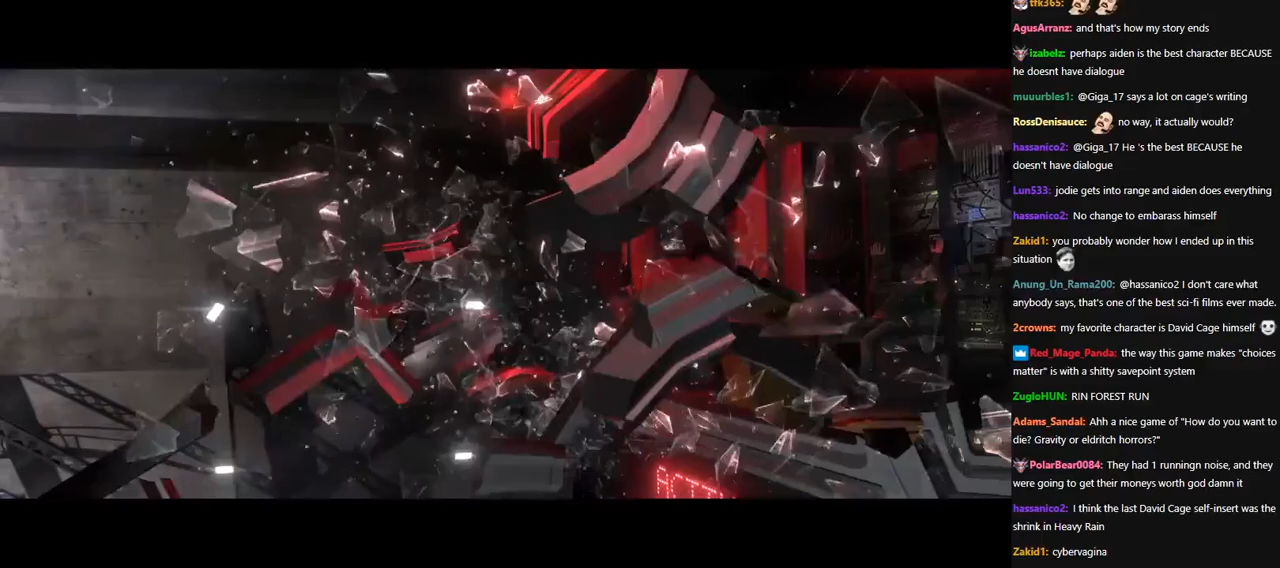 tfk365:
AgusArranz: and that's how my story ends
izabelz: perhaps aiden is the best character BECAUSE
he doesnt have dialogue
muuurbles1: @Giga_17 says a lot on cage's writing
RossDenisauce: no way, it actually would?
hassanico2: @Giga_17 He 's the best BECAUSE he
doesn't have dialogue
Lun533: jodie gets into range and aiden does everything
hassanico2: No change to embarass himself
Zakid1: you probably wonder how I ended up in this
situation
Anung_Un_Rama200: @hassanico2 I don't care what
anybody says, that's one of the best sci-fi films ever made.
2crowns: my favorite character is David Cage himself
Red_Mage_Panda: the way this game makes "choices
matter" is with a shitty savepoint system
ZugloHUN: RIN FOREST RUN
Adams_Sandal: Ahh a nice game of "How do you want to
die? Gravity or eldritch horrors?"
PolarBear0084: They had 1 runningn noise, and they
were going to get their moneys worth god damn it
hassanico2: I think the last David Cage self-insert was the
shrink in Heavy Rain
Zakid1: cybervagina